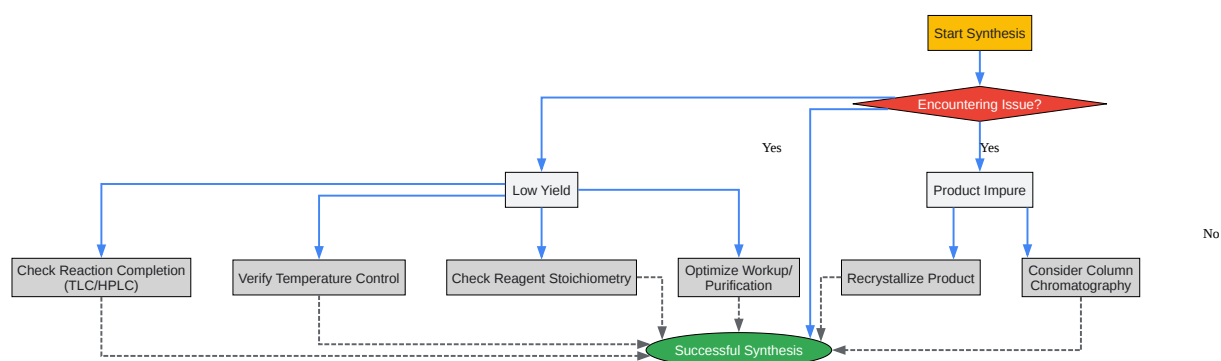 Start Synthesis
Encountering Issue?
Yes
Yes
Low Yield
Product Impure
No
Check Reaction Completion
(TLC/HPLC)
Verify Temperature Control
Check Reagent Stoichiometry
Optimize Workup/
Purification
Recrystallize Product
Consider Column
Chromatography
Successful Synthesis